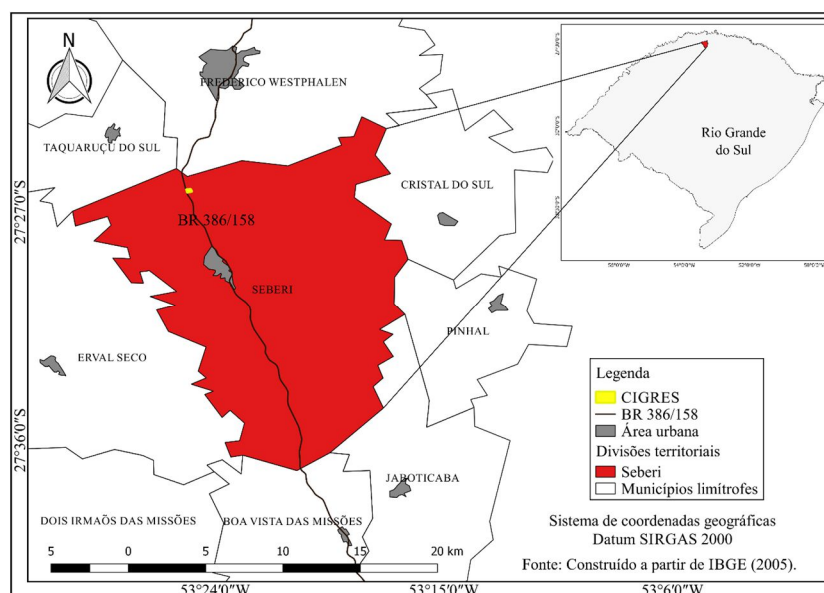 N
FREDERICO WESTPHALEN
TAQUARUÇÚ DO SUL
CRISTAL DO SUL
BR 386/158
SEBERI
PINHAL
ERVAL SECO
JABOTICABA
DOIS IRMAÕS DAS MISSÕES
BOA VISTA DAS MISSÕES
27°27'0"S
27°36'0"S
5 0 5 10 15 20 km
53°24'0"W 53°15'0"W 53°6'0"W
Rio Grande
do Sul
Legenda
CIGRES
BR 386/158
Área urbana
Divisões territoriais
Seberi
Municípios limítrofes
Sistema de coordenadas geográficas
Datum SIRGAS 2000
Fonte: Construído a partir de IBGE (2005).